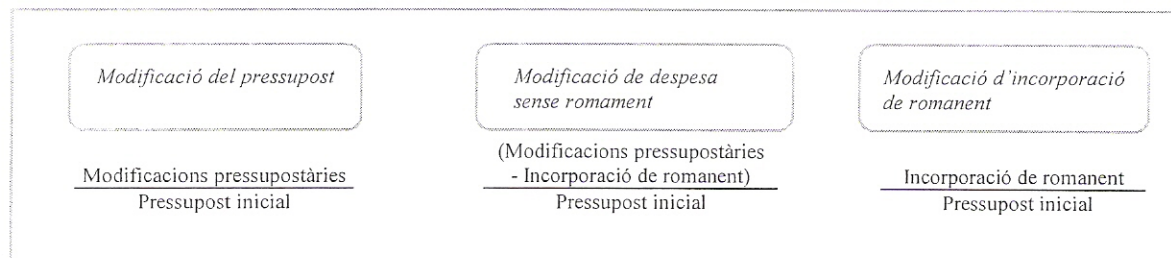 Modificació del pressupost
Modificacions pressupostàries
Pressupost inicial
Modificació de despesa
sense romament
(Modificacions pressupostàries
- Incorporació de romanent)
Pressupost inicial
Modificació d'incorporació
de romanent
Incorporació de romanent
Pressupost inicial